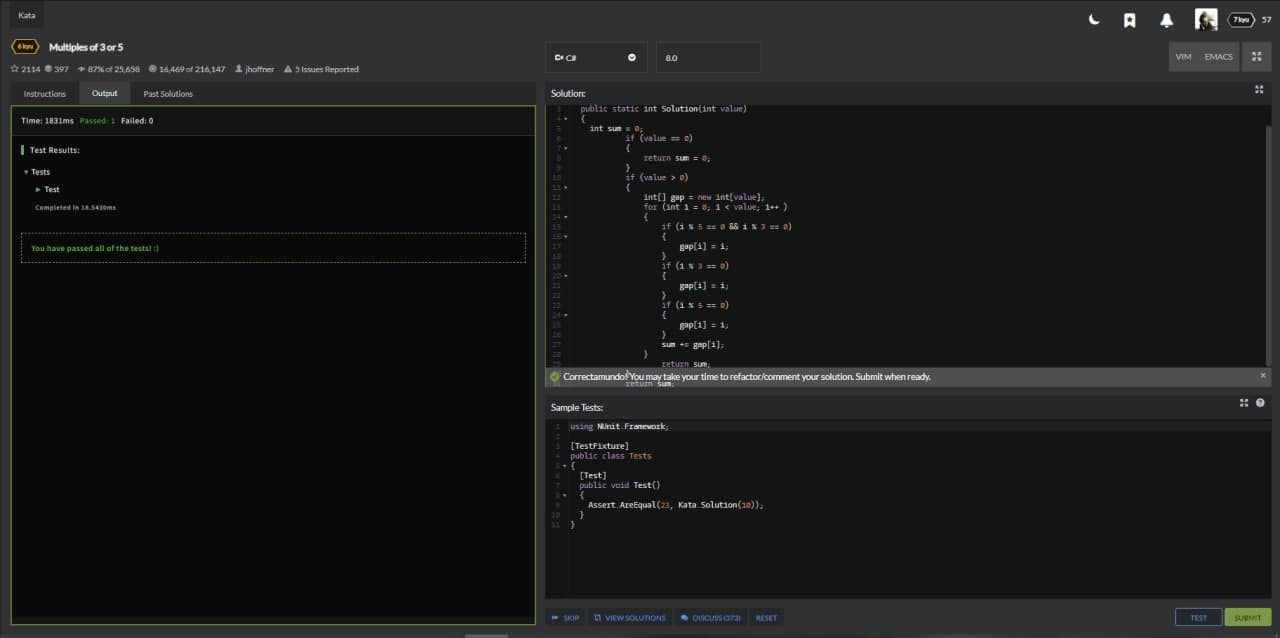 Kata
7 kyu 57
6 kyu Multiples of 3 or 5
2114 397 87% of 25,658 16,469 of 216,147 jhoffner 5 Issues Reported
C# 8.0 VIM EMACS
Instructions Output Past Solutions
Time: 1831ms Passed: 1 Failed: 0
Test Results:
Tests
Test
Completed in 18.5430ms
You have passed all of the tests! :)
Solution:
3 public static int Solution(int value)
4 {
5 int sum = 0;
6 if (value == 0)
7 {
8 return sum = 0;
9 }
10 if (value > 0)
11 {
12 int[] gap = new int[value];
13 for (int i = 0; i < value; i++ )
14 {
15 if (i % 5 == 0 && i % 3 == 0)
16 {
17 gap[i] = i;
18 }
19 if (i % 3 == 0)
20 {
21 gap[i] = i;
22 }
23 if (i % 5 == 0)
24 {
25 gap[i] = i;
26 }
27 sum += gap[i];
28 }
29 return sum;
Correctamundo! You may take your time to refactor/comment your solution. Submit when ready.
return sum;
Sample Tests:
1 using NUnit.Framework;
2
3 [TestFixture]
4 public class Tests
5 {
6 [Test]
7 public void Test()
8 {
9 Assert.AreEqual(23, Kata.Solution(10));
10 }
11 }
SKIP VIEW SOLUTIONS DISCUSS (373) RESET TEST SUBMIT